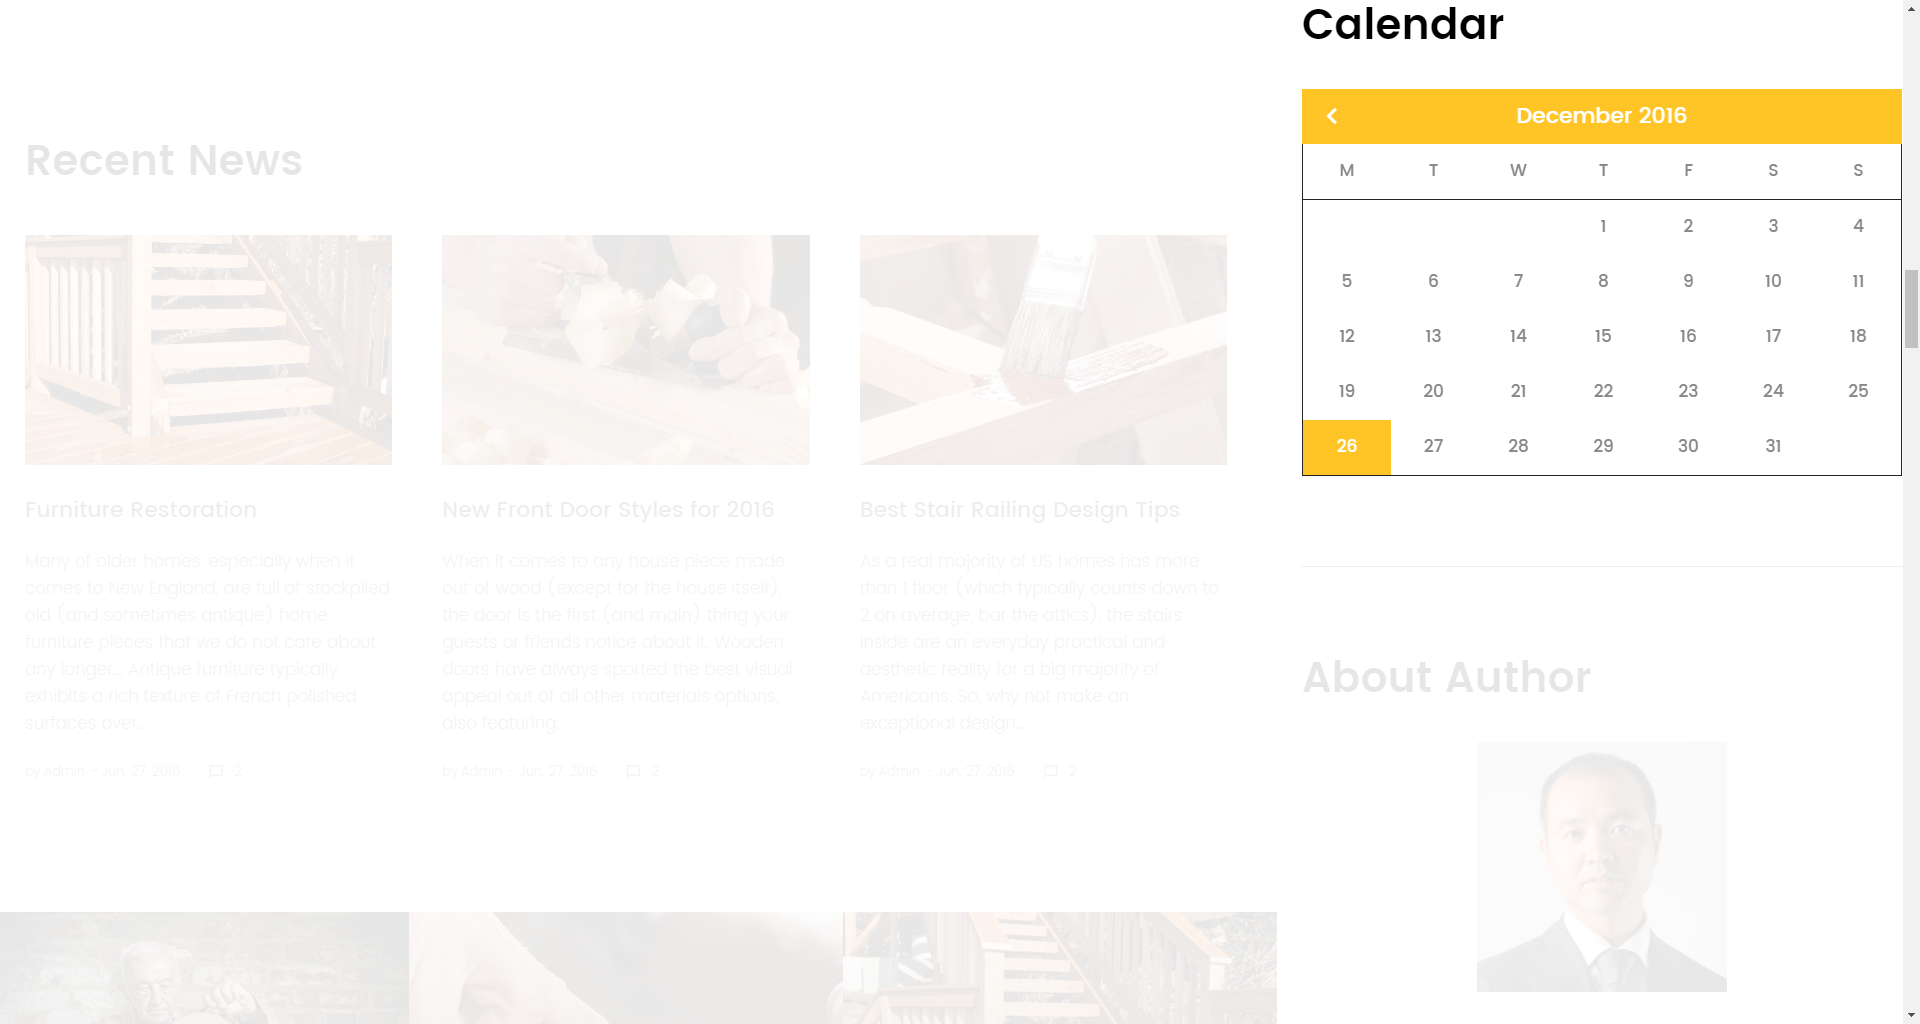 Recent News
Furniture Restoration
Many of older homes, especially when it
comes to New England, are full of stockpiled
old (and sometimes antique) home
furniture pieces that we do not care about
any longer... Antique furniture typically
exhibits a rich texture of French polished
surfaces over...
by Admin - Jun. 27, 2016 2
New Front Door Styles for 2016
When it comes to any house piece made
out of wood (except for the house itself),
the door is the first (and main) thing your
guests or friends notice about it. Wooden
doors have always sported the best visual
appeal out of all other materials options,
also featuring...
by Admin - Jun. 27, 2016 2
Best Stair Railing Design Tips
As a real majority of US homes has more
than 1 floor (which typically counts down to
2 on average, bar the attics), the stairs
inside are an everyday practical and
aesthetic reality for a big majority of
Americans. So, why not make an
exceptional design...
by Admin - Jun. 27, 2016 2
Calendar
December 2016
M T W T F S S
1 2 3 4
5 6 7 8 9 10 11
12 13 14 15 16 17 18
19 20 21 22 23 24 25
26 27 28 29 30 31
About Author